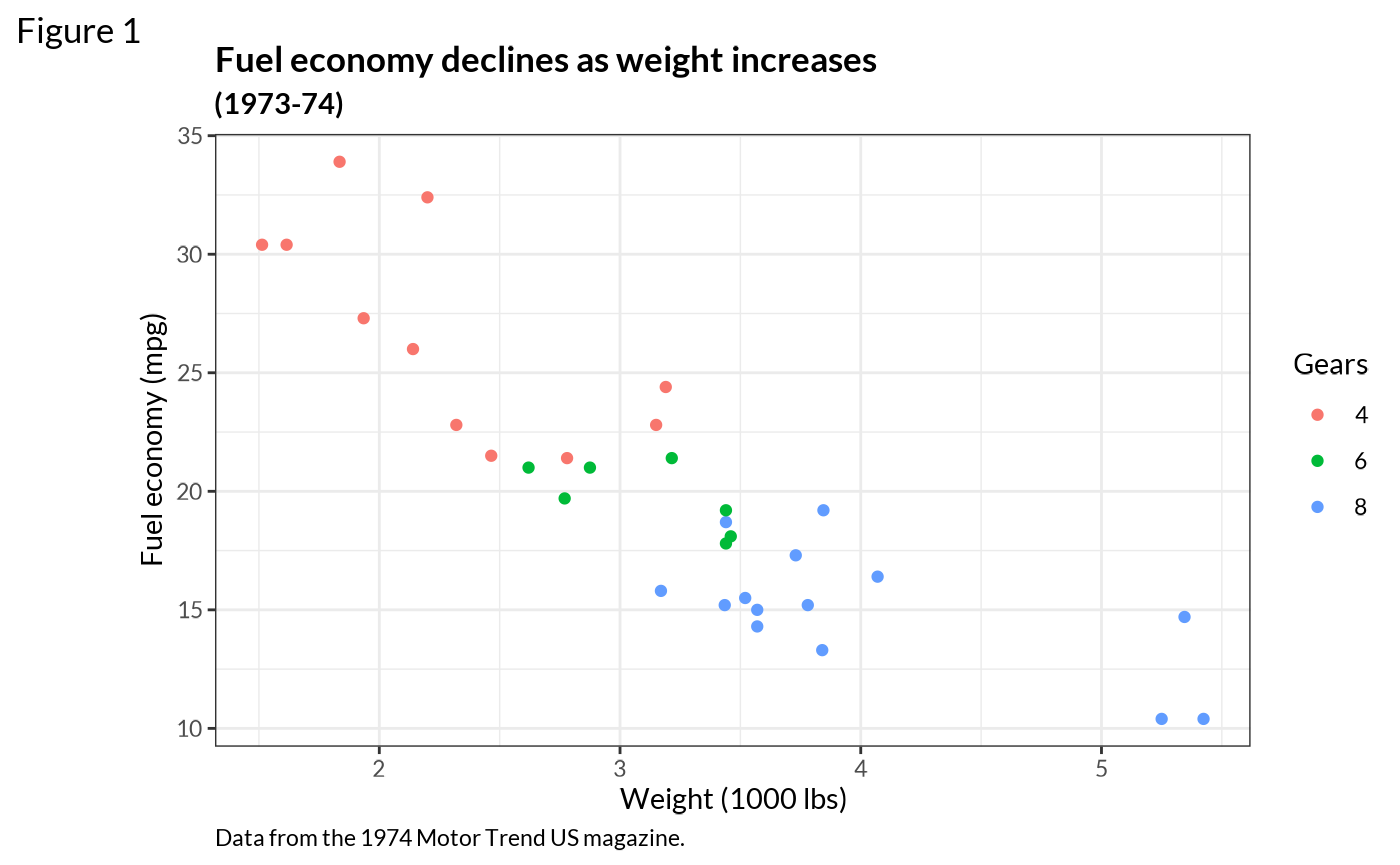 Figure 1
Fuel economy declines as weight increases
(1973-74)
35
30
25
20
15
10
Fuel economy (mpg)
2
3
4
5
Weight (1000 lbs)
Gears
4
6
8
Data from the 1974 Motor Trend US magazine.